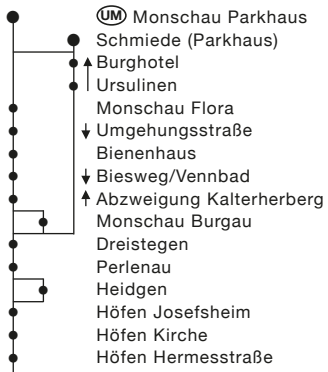 UM Monschau Parkhaus
Schmiede (Parkhaus)
Burghotel
Ursulinen
Monschau Flora
Umgehungsstraße
Bienenhaus
Biesweg/Vennbad
Abzweigung Kalterherberg
Monschau Burgau
Dreistegen
Perlenau
Heidgen
Höfen Josefsheim
Höfen Kirche
Höfen Hermesstraße